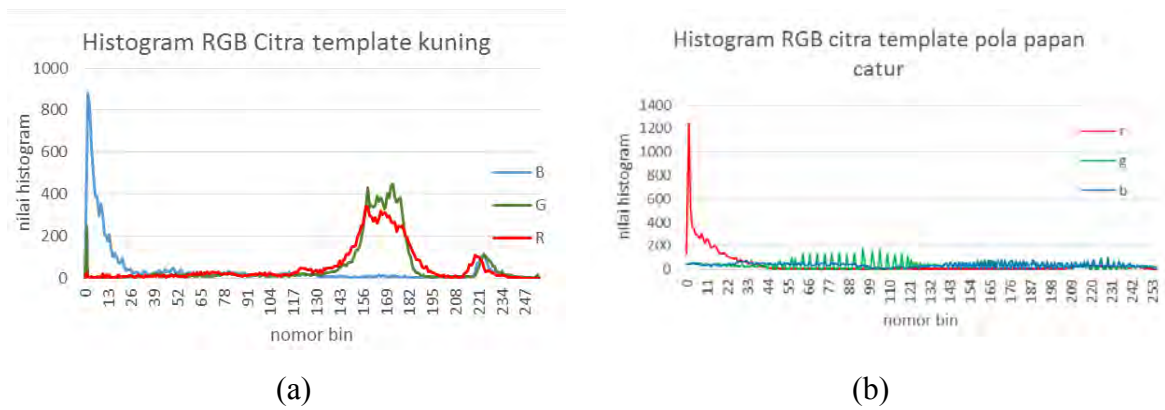 Histogram RGB Citra template kuning
1000
800
600
400
200
0
nilai histogram
B
G
R
0 13 26 39 52 65 78 91 104 117 130 143 156 169 182 195 208 221 234 247
nomor bin
(a)
Histogram RGB citra template pola papan
catur
1400
1200
1000
800
600
400
200
0
nilai histogram
r
g
b
0 11 22 33 44 55 66 77 88 99 110 121 132 143 154 165 176 187 198 209 220 231 242 253
nomor bin
(b)